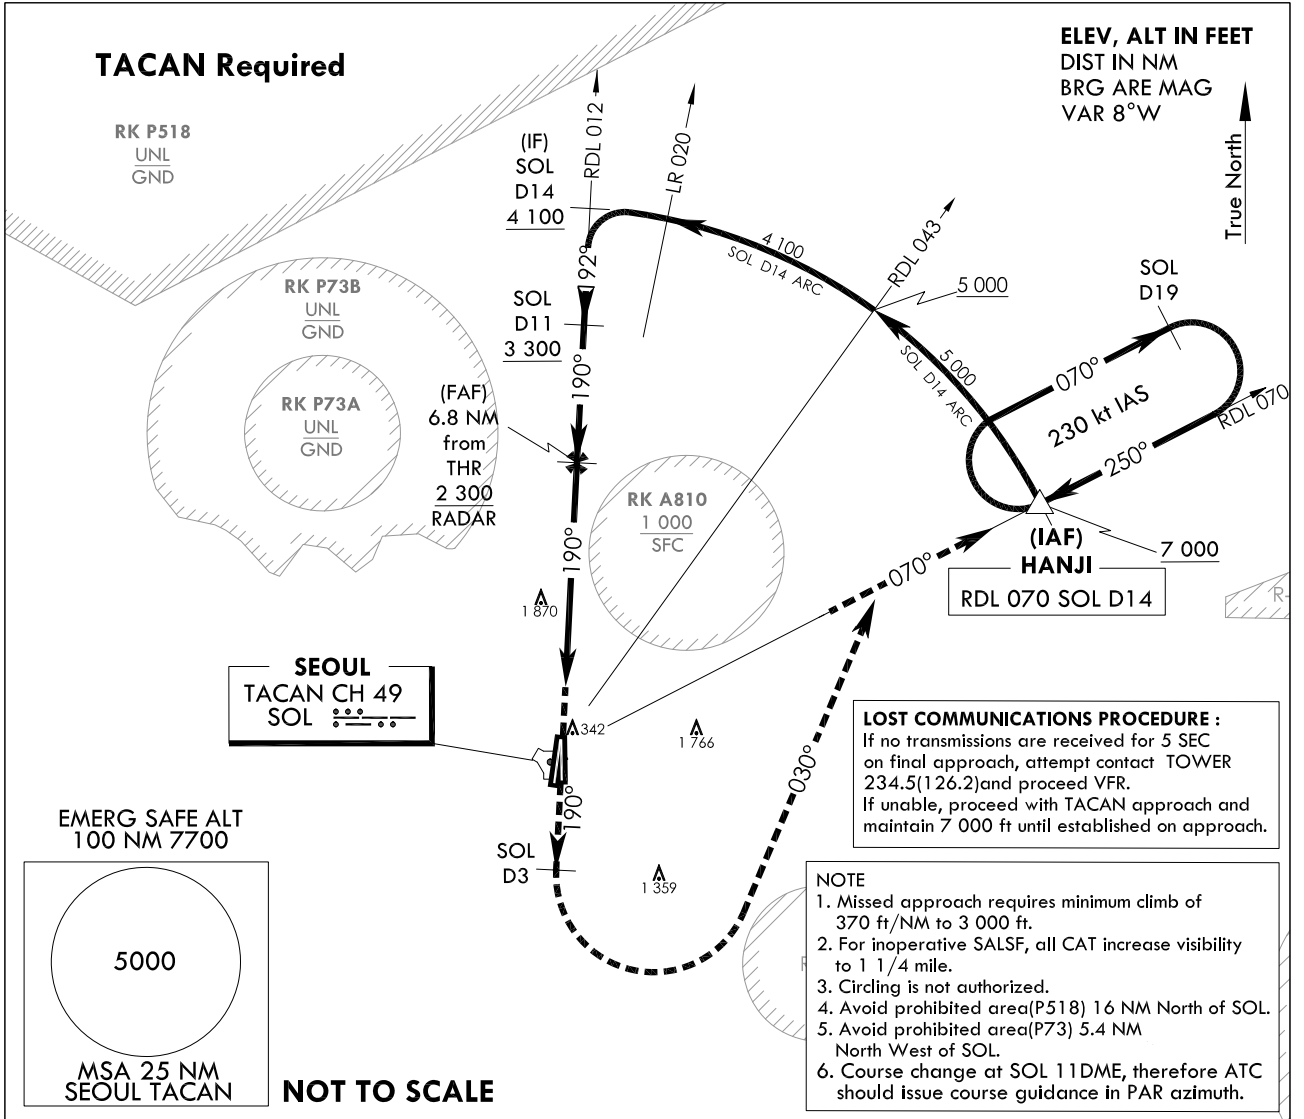 TACAN Required
ELEV, ALT IN FEET
DIST IN NM
BRG ARE MAG
VAR 8°W
True North
RK P518
UNL
GND
(IF)
SOL
D14
4 100
RDL 012
LR 020
4 100
SOL D14 ARC
RDL 043
5 000
5 000
SOL D14 ARC
SOL
D19
070°
230 kt IAS
RDL 070
250°
192°
RK P73B
UNL
GND
SOL
D11
3 300
190°
RK P73A
UNL
GND
(FAF)
6.8 NM
from
THR
2 300
RADAR
RK A810
1 000
SFC
190°
070°
(IAF)
HANJI
7 000
RDL 070 SOL D14
R-
1 870
SEOUL
TACAN CH 49
SOL
342
1 766
030°
190°
SOL
D3
1 359
LOST COMMUNICATIONS PROCEDURE :
If no transmissions are received for 5 SEC
on final approach, attempt contact TOWER
234.5(126.2)and proceed VFR.
If unable, proceed with TACAN approach and
maintain 7 000 ft until established on approach.
EMERG SAFE ALT
100 NM 7700
5000
MSA 25 NM
SEOUL TACAN
NOT TO SCALE
NOTE
1. Missed approach requires minimum climb of
370 ft/NM to 3 000 ft.
2. For inoperative SALSF, all CAT increase visibility
to 1 1/4 mile.
3. Circling is not authorized.
4. Avoid prohibited area(P518) 16 NM North of SOL.
5. Avoid prohibited area(P73) 5.4 NM
North West of SOL.
6. Course change at SOL 11DME, therefore ATC
should issue course guidance in PAR azimuth.